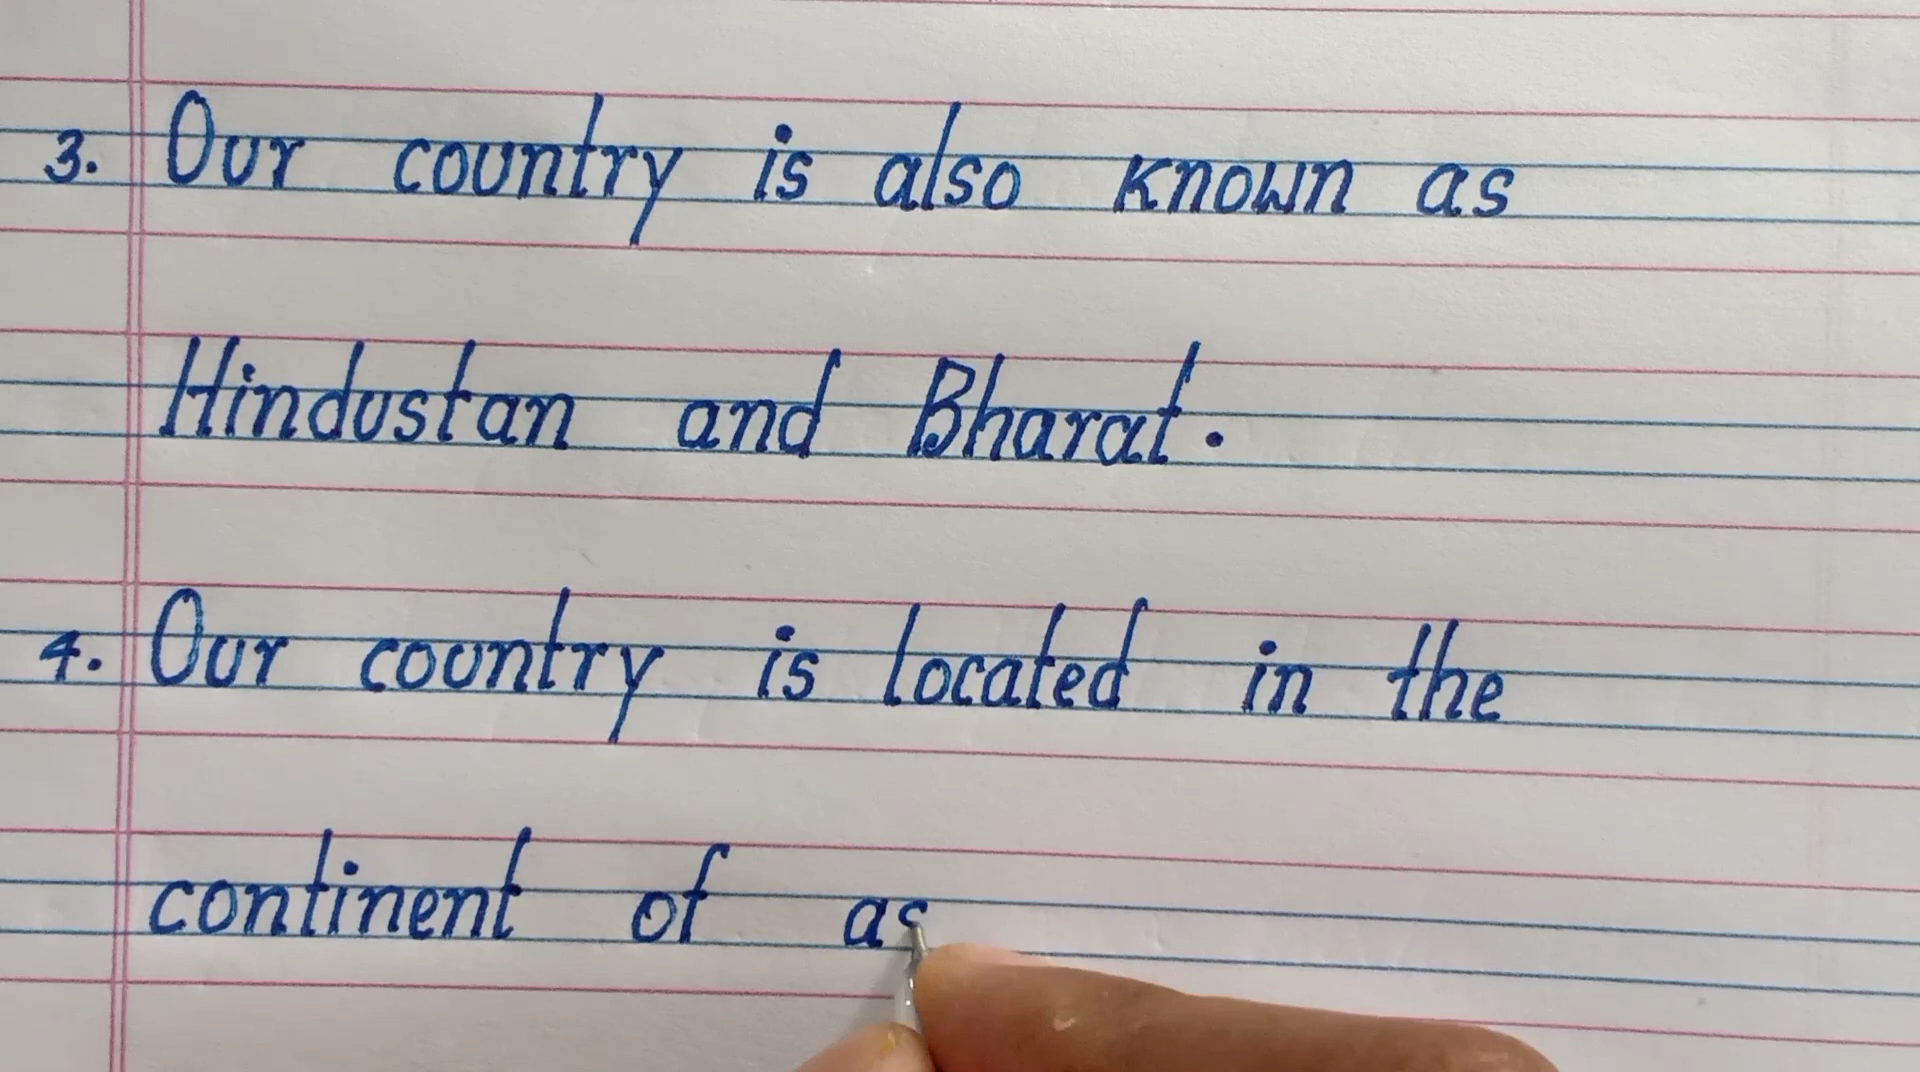 3. Our country is also known as
Hindustan and Bharat.
4. Our country is located in the
continent of as